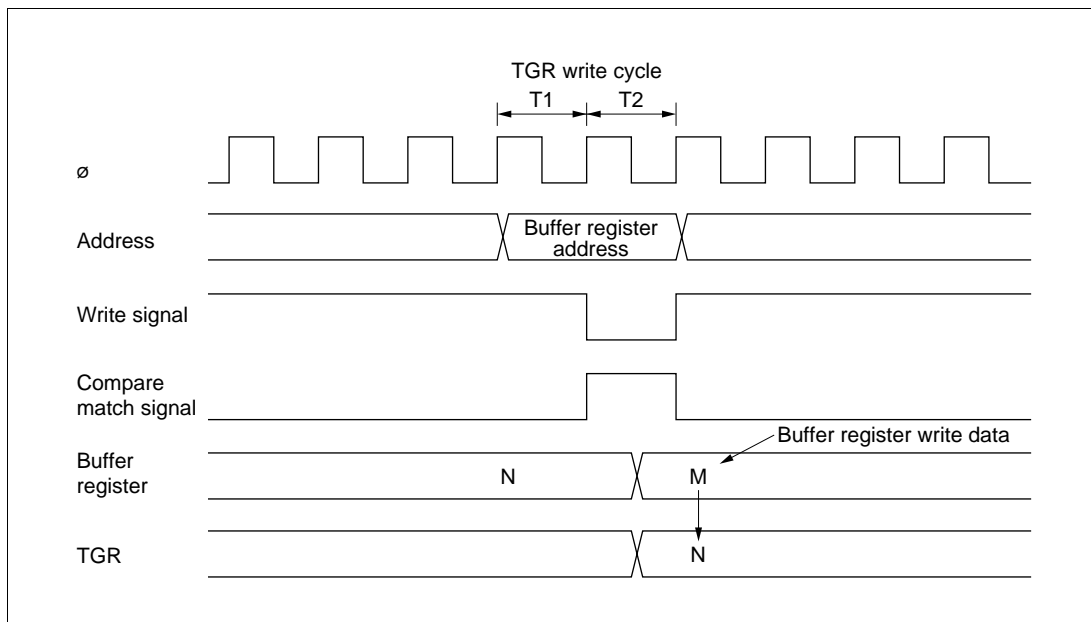 TGR write cycle
T1 T2
ø
Address
Buffer register
address
Write signal
Compare
match signal
Buffer register write data
Buffer
register
N M
TGR
N